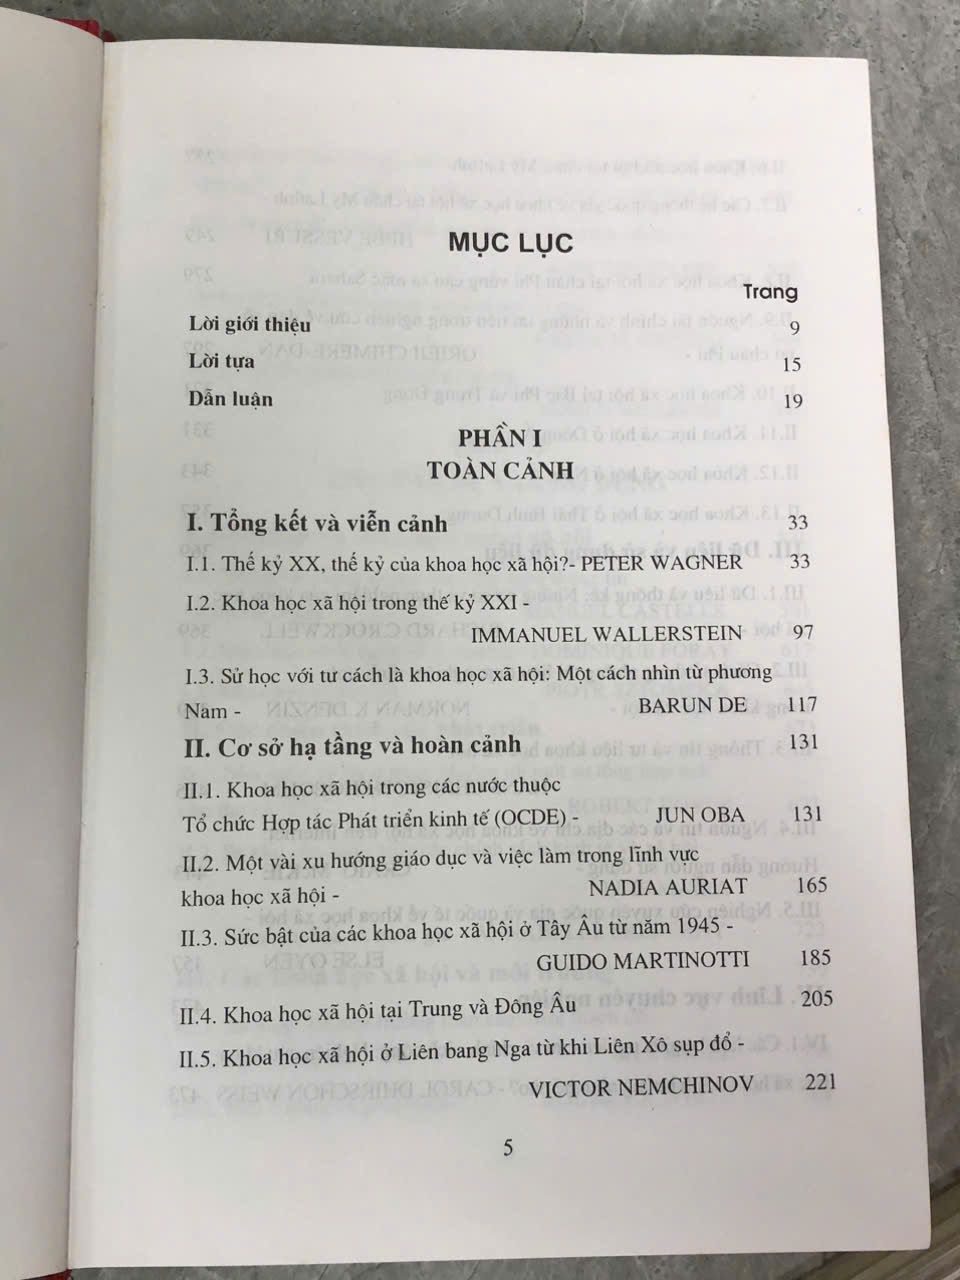 MỤC LỤC
Trang
Lời giới thiệu 9
Lời tựa 15
Dẫn luận 19
PHẦN I
TOÀN CẢNH
I. Tổng kết và viễn cảnh 33
I.1. Thế kỷ XX, thế kỷ của khoa học xã hội?- PETER WAGNER 33
I.2. Khoa học xã hội trong thế kỷ XXI -
IMMANUEL WALLERSTEIN 97
I.3. Sử học với tư cách là khoa học xã hội: Một cách nhìn từ phương
Nam - BARUN DE 117
II. Cơ sở hạ tầng và hoàn cảnh 131
II.1. Khoa học xã hội trong các nước thuộc
Tổ chức Hợp tác Phát triển kinh tế (OCDE) - JUN OBA 131
II.2. Một vài xu hướng giáo dục và việc làm trong lĩnh vực
khoa học xã hội - NADIA AURIAT 165
II.3. Sức bật của các khoa học xã hội ở Tây Âu từ năm 1945 -
GUIDO MARTINOTTI 185
II.4. Khoa học xã hội tại Trung và Đông Âu 205
II.5. Khoa học xã hội ở Liên bang Nga từ khi Liên Xô sụp đổ -
VICTOR NEMCHINOV 221
5